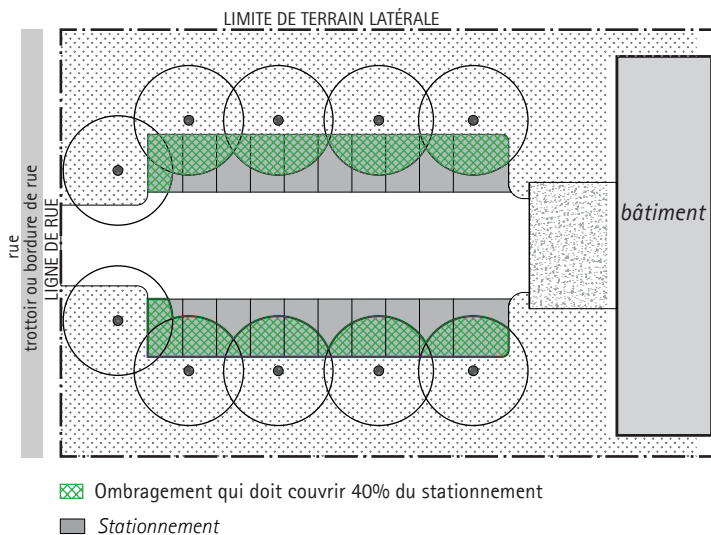 LIMITE DE TERRAIN LATÉRALE
rue
trottoir ou bordure de rue
LIGNE DE RUE
bâtiment
Ombragement qui doit couvrir 40% du stationnement
Stationnement